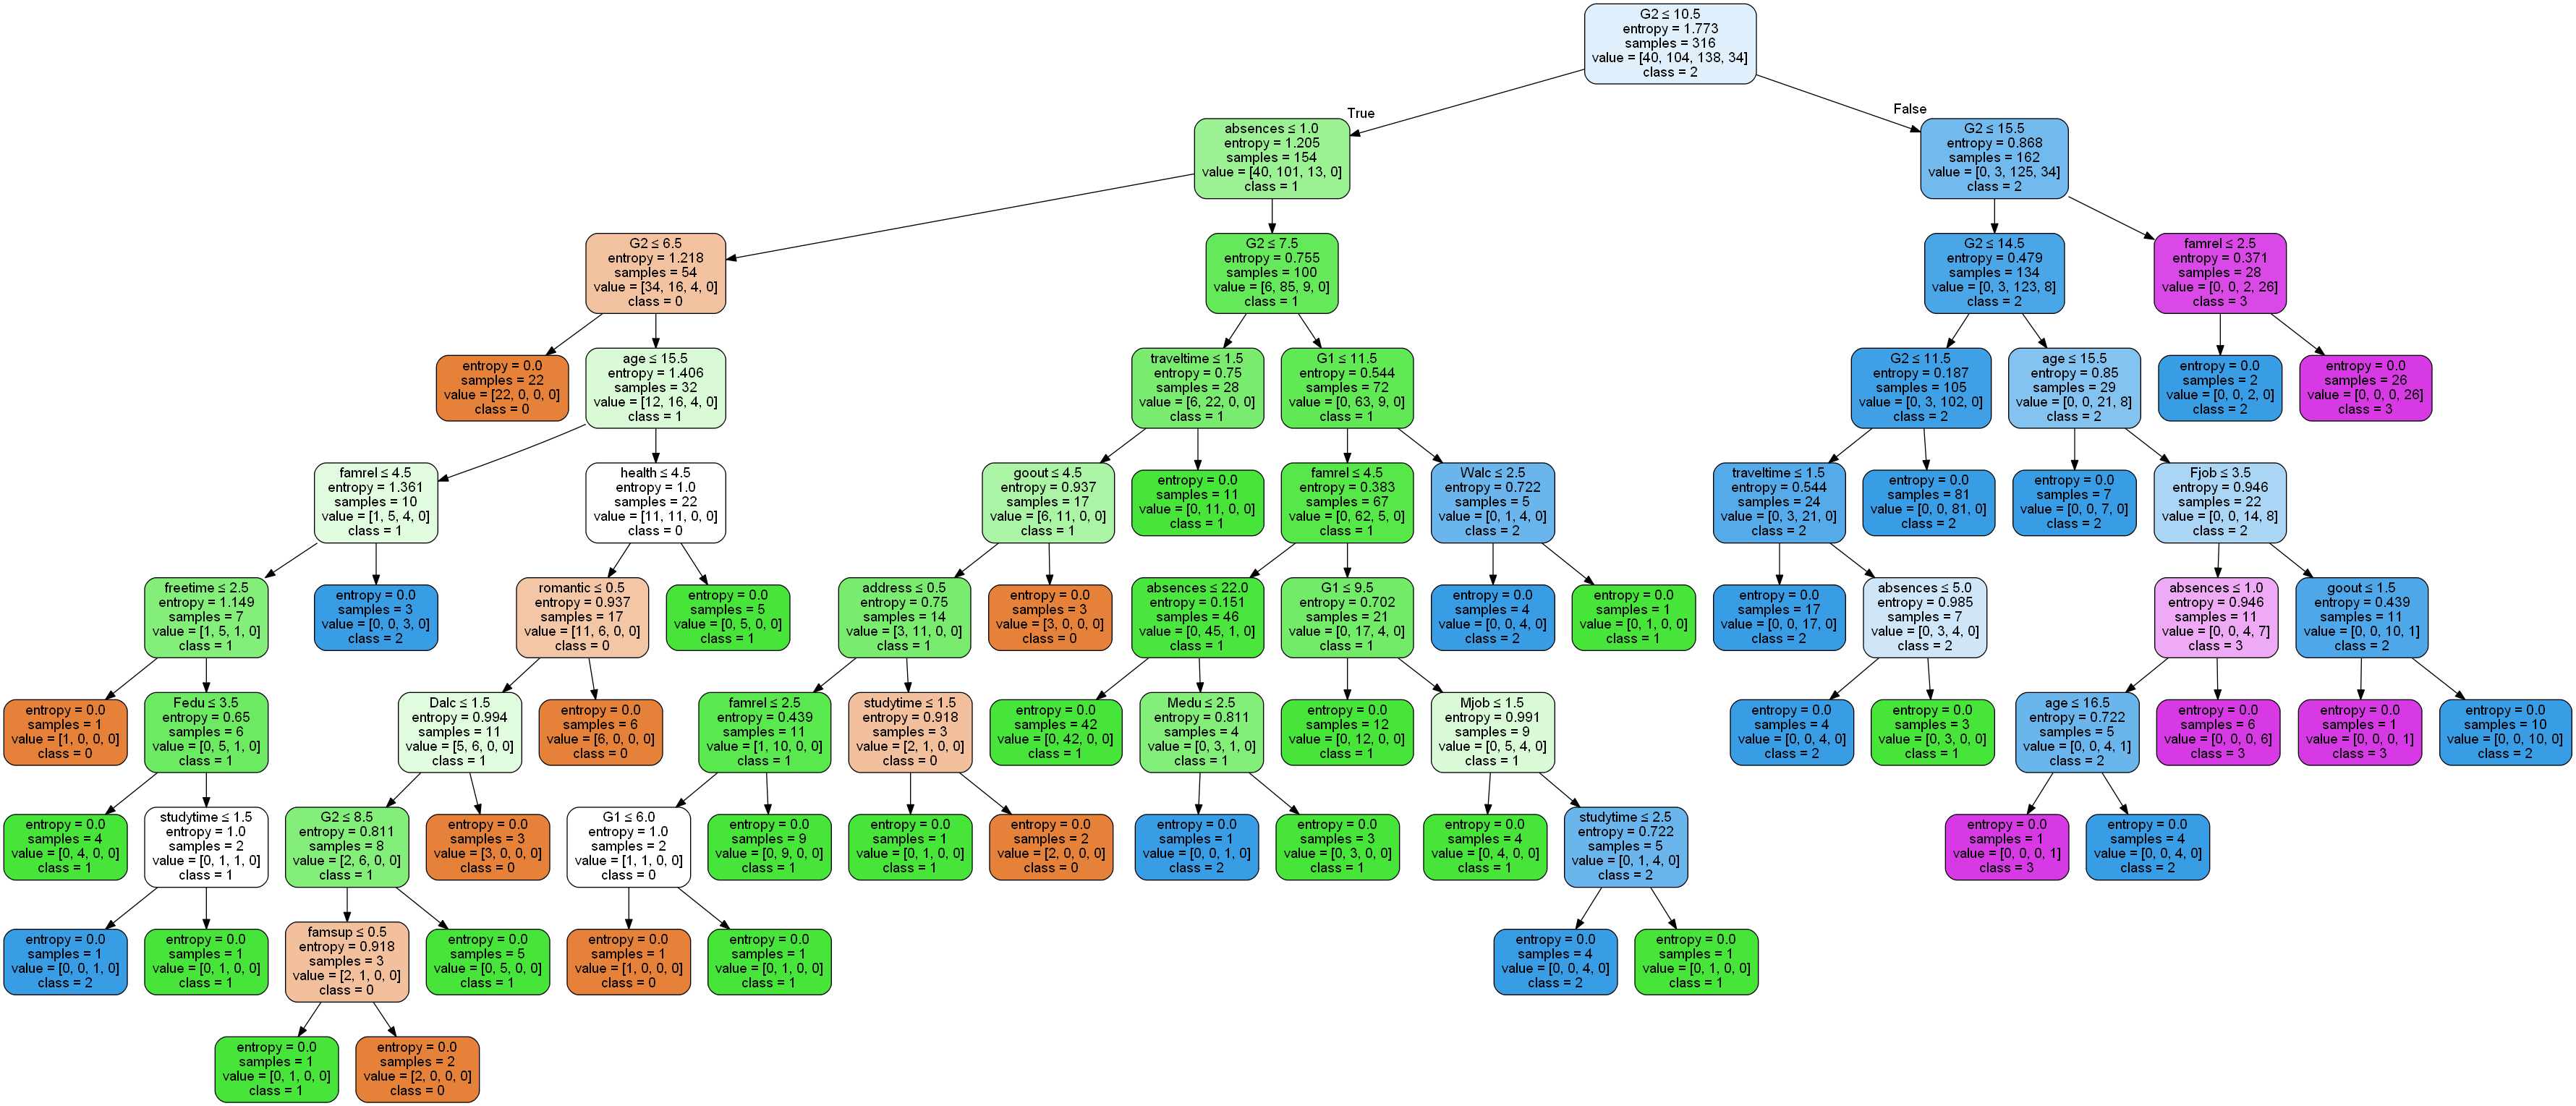 G2 ≤ 10.5
entropy = 1.773
samples = 316
value = [40, 104, 138, 34]
class = 2
True
False
absences ≤ 1.0
entropy = 1.205
samples = 154
value = [40, 101, 13, 0]
class = 1
G2 ≤ 15.5
entropy = 0.868
samples = 162
value = [0, 3, 125, 34]
class = 2
G2 ≤ 6.5
entropy = 1.218
samples = 54
value = [34, 16, 4, 0]
class = 0
G2 ≤ 7.5
entropy = 0.755
samples = 100
value = [6, 85, 9, 0]
class = 1
G2 ≤ 14.5
entropy = 0.479
samples = 134
value = [0, 3, 123, 8]
class = 2
famrel ≤ 2.5
entropy = 0.371
samples = 28
value = [0, 0, 2, 26]
class = 3
entropy = 0.0
samples = 22
value = [22, 0, 0, 0]
class = 0
age ≤ 15.5
entropy = 1.406
samples = 32
value = [12, 16, 4, 0]
class = 1
traveltime ≤ 1.5
entropy = 0.75
samples = 28
value = [6, 22, 0, 0]
class = 1
G1 ≤ 11.5
entropy = 0.544
samples = 72
value = [0, 63, 9, 0]
class = 1
G2 ≤ 11.5
entropy = 0.187
samples = 105
value = [0, 3, 102, 0]
class = 2
age ≤ 15.5
entropy = 0.85
samples = 29
value = [0, 0, 21, 8]
class = 2
entropy = 0.0
samples = 2
value = [0, 0, 2, 0]
class = 2
entropy = 0.0
samples = 26
value = [0, 0, 0, 26]
class = 3
famrel ≤ 4.5
entropy = 1.361
samples = 10
value = [1, 5, 4, 0]
class = 1
health ≤ 4.5
entropy = 1.0
samples = 22
value = [11, 11, 0, 0]
class = 0
goout ≤ 4.5
entropy = 0.937
samples = 17
value = [6, 11, 0, 0]
class = 1
entropy = 0.0
samples = 11
value = [0, 11, 0, 0]
class = 1
famrel ≤ 4.5
entropy = 0.383
samples = 67
value = [0, 62, 5, 0]
class = 1
Walc ≤ 2.5
entropy = 0.722
samples = 5
value = [0, 1, 4, 0]
class = 2
traveltime ≤ 1.5
entropy = 0.544
samples = 24
value = [0, 3, 21, 0]
class = 2
entropy = 0.0
samples = 81
value = [0, 0, 81, 0]
class = 2
entropy = 0.0
samples = 7
value = [0, 0, 7, 0]
class = 2
Fjob ≤ 3.5
entropy = 0.946
samples = 22
value = [0, 0, 14, 8]
class = 2
freetime ≤ 2.5
entropy = 1.149
samples = 7
value = [1, 5, 1, 0]
class = 1
entropy = 0.0
samples = 3
value = [0, 0, 3, 0]
class = 2
romantic ≤ 0.5
entropy = 0.937
samples = 17
value = [11, 6, 0, 0]
class = 0
entropy = 0.0
samples = 5
value = [0, 5, 0, 0]
class = 1
address ≤ 0.5
entropy = 0.75
samples = 14
value = [3, 11, 0, 0]
class = 1
entropy = 0.0
samples = 3
value = [3, 0, 0, 0]
class = 0
absences ≤ 22.0
entropy = 0.151
samples = 46
value = [0, 45, 1, 0]
class = 1
G1 ≤ 9.5
entropy = 0.702
samples = 21
value = [0, 17, 4, 0]
class = 1
entropy = 0.0
samples = 4
value = [0, 0, 4, 0]
class = 2
entropy = 0.0
samples = 1
value = [0, 1, 0, 0]
class = 1
entropy = 0.0
samples = 17
value = [0, 0, 17, 0]
class = 2
absences ≤ 5.0
entropy = 0.985
samples = 7
value = [0, 3, 4, 0]
class = 2
absences ≤ 1.0
entropy = 0.946
samples = 11
value = [0, 0, 4, 7]
class = 3
goout ≤ 1.5
entropy = 0.439
samples = 11
value = [0, 0, 10, 1]
class = 2
entropy = 0.0
samples = 1
value = [1, 0, 0, 0]
class = 0
Fedu ≤ 3.5
entropy = 0.65
samples = 6
value = [0, 5, 1, 0]
class = 1
Dalc ≤ 1.5
entropy = 0.994
samples = 11
value = [5, 6, 0, 0]
class = 1
entropy = 0.0
samples = 6
value = [6, 0, 0, 0]
class = 0
famrel ≤ 2.5
entropy = 0.439
samples = 11
value = [1, 10, 0, 0]
class = 1
studytime ≤ 1.5
entropy = 0.918
samples = 3
value = [2, 1, 0, 0]
class = 0
entropy = 0.0
samples = 42
value = [0, 42, 0, 0]
class = 1
Medu ≤ 2.5
entropy = 0.811
samples = 4
value = [0, 3, 1, 0]
class = 1
entropy = 0.0
samples = 12
value = [0, 12, 0, 0]
class = 1
Mjob ≤ 1.5
entropy = 0.991
samples = 9
value = [0, 5, 4, 0]
class = 1
entropy = 0.0
samples = 4
value = [0, 0, 4, 0]
class = 2
entropy = 0.0
samples = 3
value = [0, 3, 0, 0]
class = 1
age ≤ 16.5
entropy = 0.722
samples = 5
value = [0, 0, 4, 1]
class = 2
entropy = 0.0
samples = 6
value = [0, 0, 0, 6]
class = 3
entropy = 0.0
samples = 1
value = [0, 0, 0, 1]
class = 3
entropy = 0.0
samples = 10
value = [0, 0, 10, 0]
class = 2
entropy = 0.0
samples = 4
value = [0, 4, 0, 0]
class = 1
studytime ≤ 1.5
entropy = 1.0
samples = 2
value = [0, 1, 1, 0]
class = 1
G2 ≤ 8.5
entropy = 0.811
samples = 8
value = [2, 6, 0, 0]
class = 1
entropy = 0.0
samples = 3
value = [3, 0, 0, 0]
class = 0
G1 ≤ 6.0
entropy = 1.0
samples = 2
value = [1, 1, 0, 0]
class = 0
entropy = 0.0
samples = 9
value = [0, 9, 0, 0]
class = 1
entropy = 0.0
samples = 1
value = [0, 1, 0, 0]
class = 1
entropy = 0.0
samples = 2
value = [2, 0, 0, 0]
class = 0
entropy = 0.0
samples = 1
value = [0, 0, 1, 0]
class = 2
entropy = 0.0
samples = 3
value = [0, 3, 0, 0]
class = 1
entropy = 0.0
samples = 4
value = [0, 4, 0, 0]
class = 1
studytime ≤ 2.5
entropy = 0.722
samples = 5
value = [0, 1, 4, 0]
class = 2
entropy = 0.0
samples = 1
value = [0, 0, 0, 1]
class = 3
entropy = 0.0
samples = 4
value = [0, 0, 4, 0]
class = 2
entropy = 0.0
samples = 1
value = [0, 0, 1, 0]
class = 2
entropy = 0.0
samples = 1
value = [0, 1, 0, 0]
class = 1
famsup ≤ 0.5
entropy = 0.918
samples = 3
value = [2, 1, 0, 0]
class = 0
entropy = 0.0
samples = 5
value = [0, 5, 0, 0]
class = 1
entropy = 0.0
samples = 1
value = [1, 0, 0, 0]
class = 0
entropy = 0.0
samples = 1
value = [0, 1, 0, 0]
class = 1
entropy = 0.0
samples = 4
value = [0, 0, 4, 0]
class = 2
entropy = 0.0
samples = 1
value = [0, 1, 0, 0]
class = 1
entropy = 0.0
samples = 1
value = [0, 1, 0, 0]
class = 1
entropy = 0.0
samples = 2
value = [2, 0, 0, 0]
class = 0